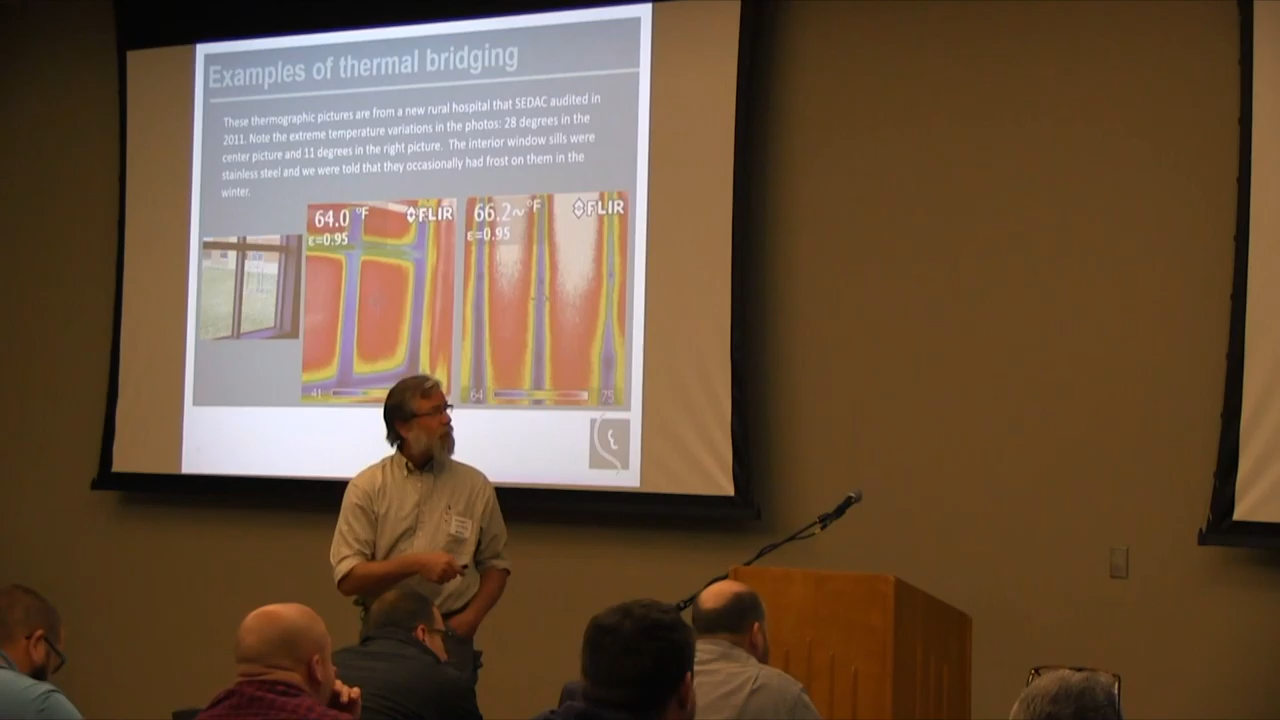 Examples of thermal bridging
These thermographic pictures are from a new rural hospital that SEDAC audited in
2011. Note the extreme temperature variations in the photos: 28 degrees in the
center picture and 11 degrees in the right picture.  The interior window sills were
stainless steel and we were told that they occasionally had frost on them in the
winter.
64.0 °F FLIR
ε=0.95
41
66.2~ °F FLIR
ε=0.95
64 75